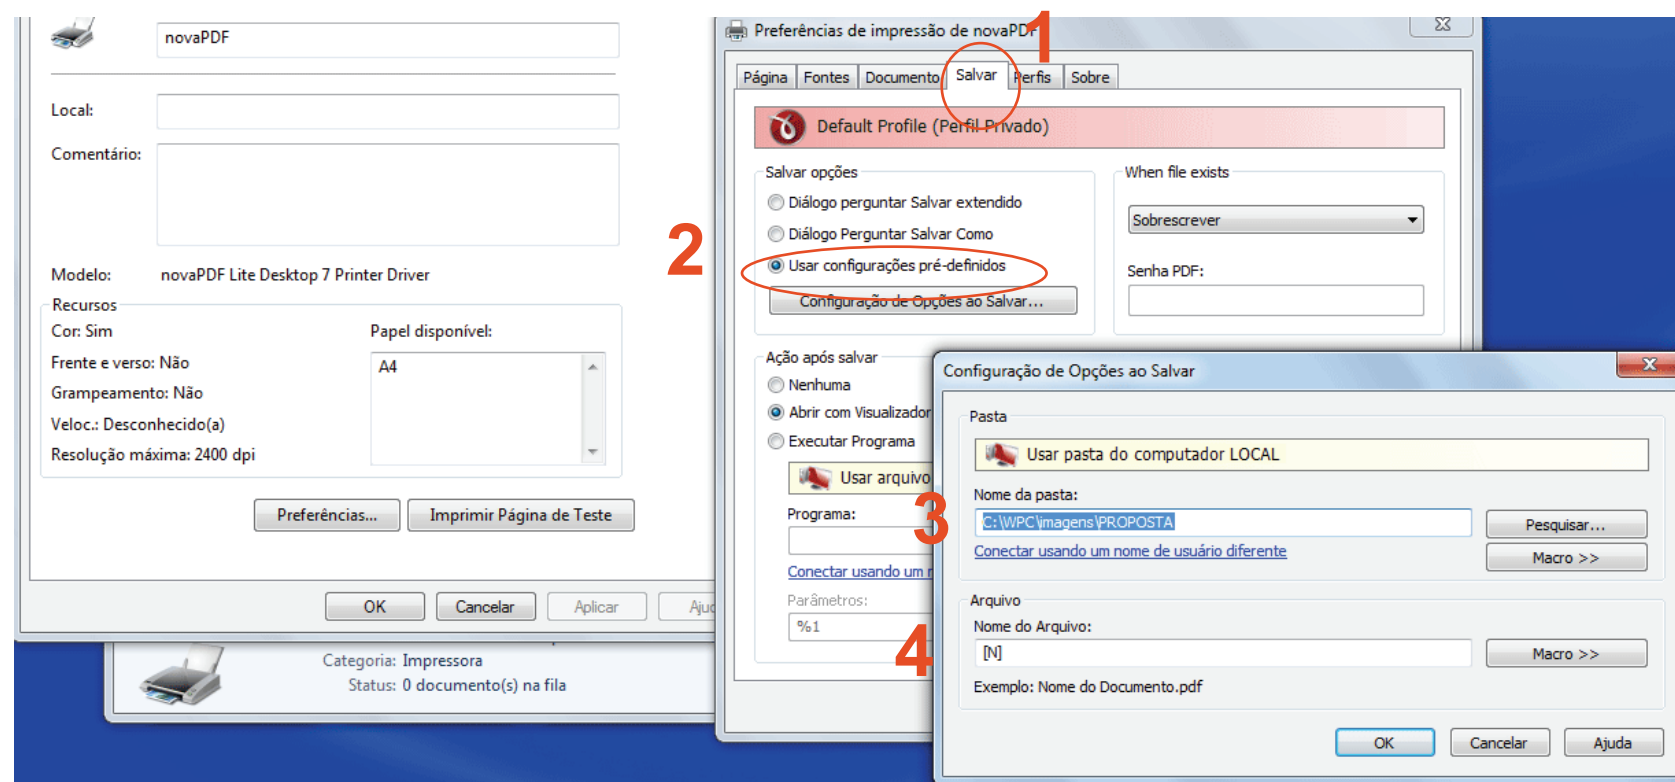 novaPDF
Local:
Comentário:
Modelo: novaPDF Lite Desktop 7 Printer Driver
Recursos
Cor: Sim
Papel disponível:
Frente e verso: Não
A4
Grampeamento: Não
Veloc.: Desconhecido(a)
Resolução máxima: 2400 dpi
Preferências...
Imprimir Página de Teste
OK
Cancelar
Aplicar
Categoria: Impressora
Status: 0 documento(s) na fila
Preferências de impressão de novaPDF
1
Página Fontes Documento Salvar Perfis Sobre
Default Profile (Perfil Privado)
Salvar opções
Diálogo perguntar Salvar extendido
Diálogo Perguntar Salvar Como
2
Usar configurações pré-definidos
Configuração de Opções ao Salvar...
When file exists
Sobrescrever
Senha PDF:
Ação após salvar
Nenhuma
Abrir com Visualizador
Executar Programa
Usar arquivo
Programa:
Conectar usando um
Parâmetros:
%1
Configuração de Opções ao Salvar
Pasta
Usar pasta do computador LOCAL
Nome da pasta:
3
C:\WPC\imagens\PROPOSTA
Pesquisar...
Conectar usando um nome de usuário diferente
Macro >>
Arquivo
Nome do Arquivo:
4
[N]
Macro >>
Exemplo: Nome do Documento.pdf
OK
Cancelar
Ajuda